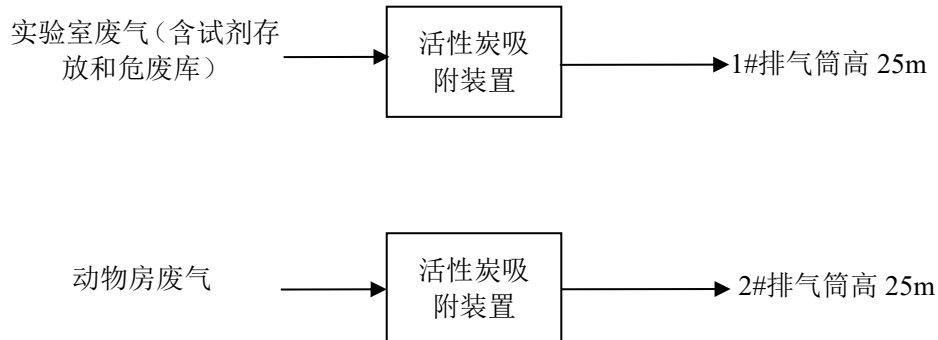 实验室废气（含试剂存
放和危废库）
活性炭吸
附装置
1#排气筒高 25m
动物房废气
活性炭吸
附装置
2#排气筒高 25m